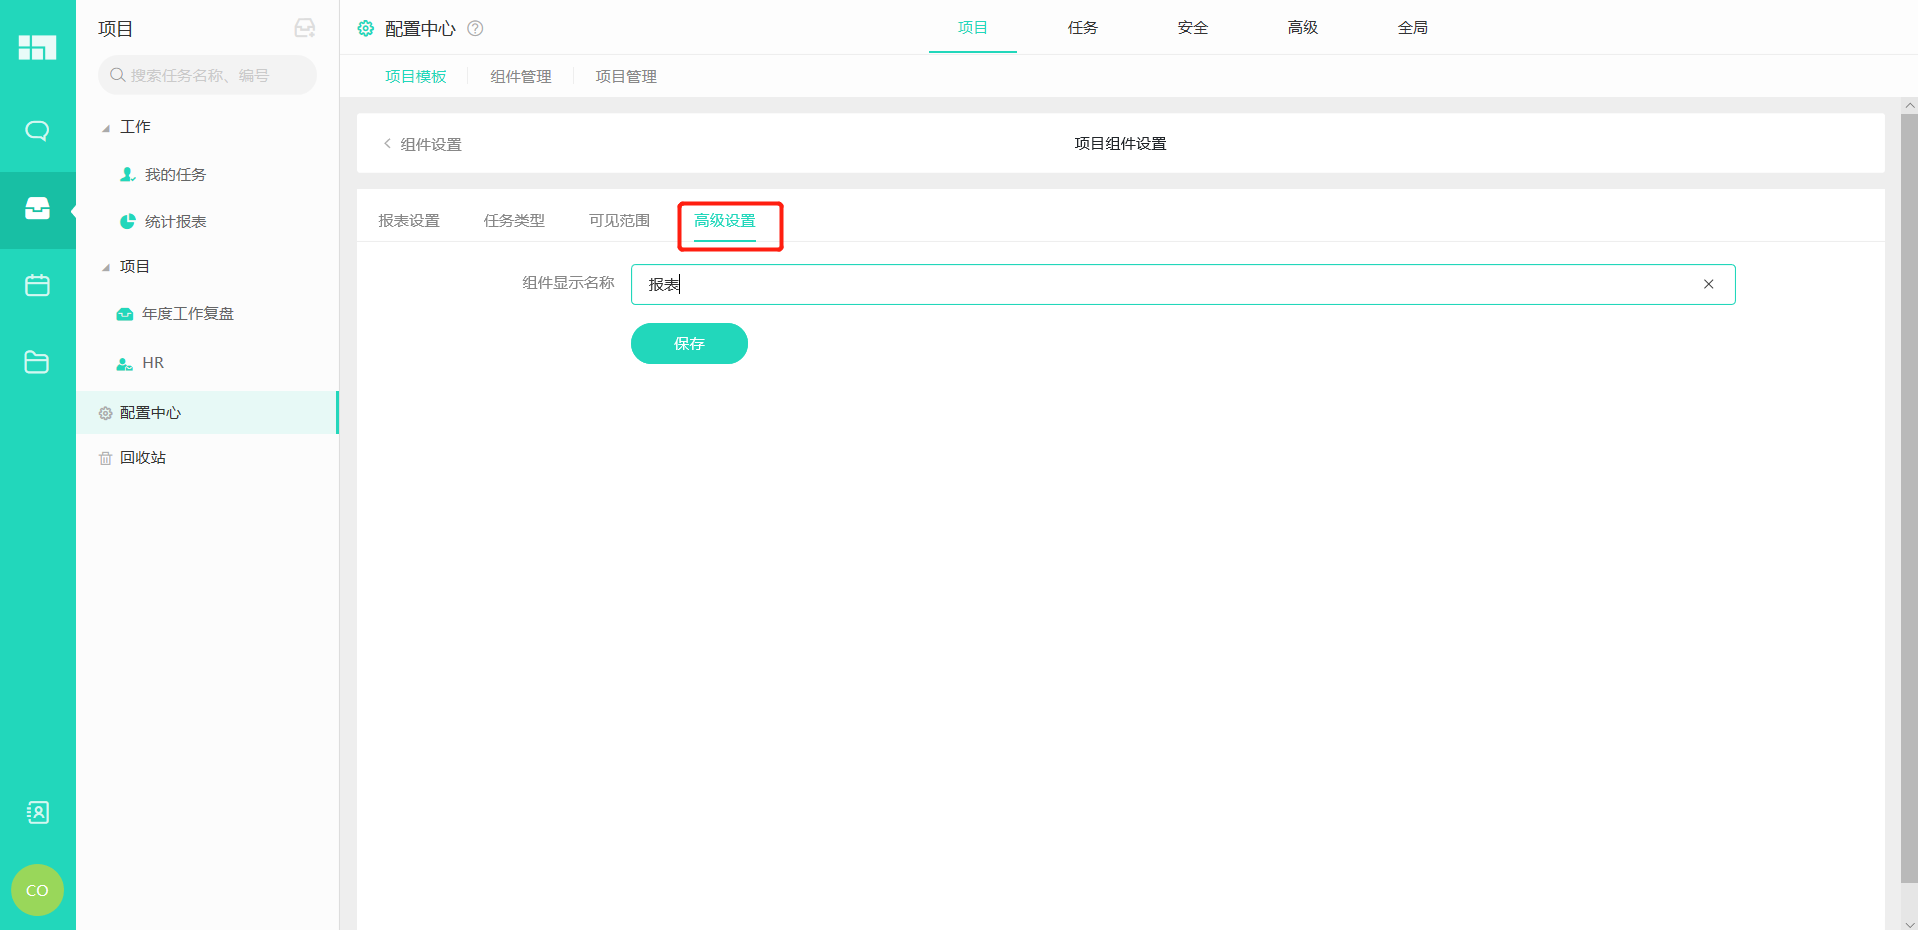 项目
搜索任务名称、编号
工作
我的任务
统计报表
项目
年度工作复盘
HR
配置中心
回收站
CO
配置中心
项目 任务 安全 高级 全局
项目模板 组件管理 项目管理
组件设置
项目组件设置
报表设置 任务类型 可见范围 高级设置
组件显示名称 报表
保存